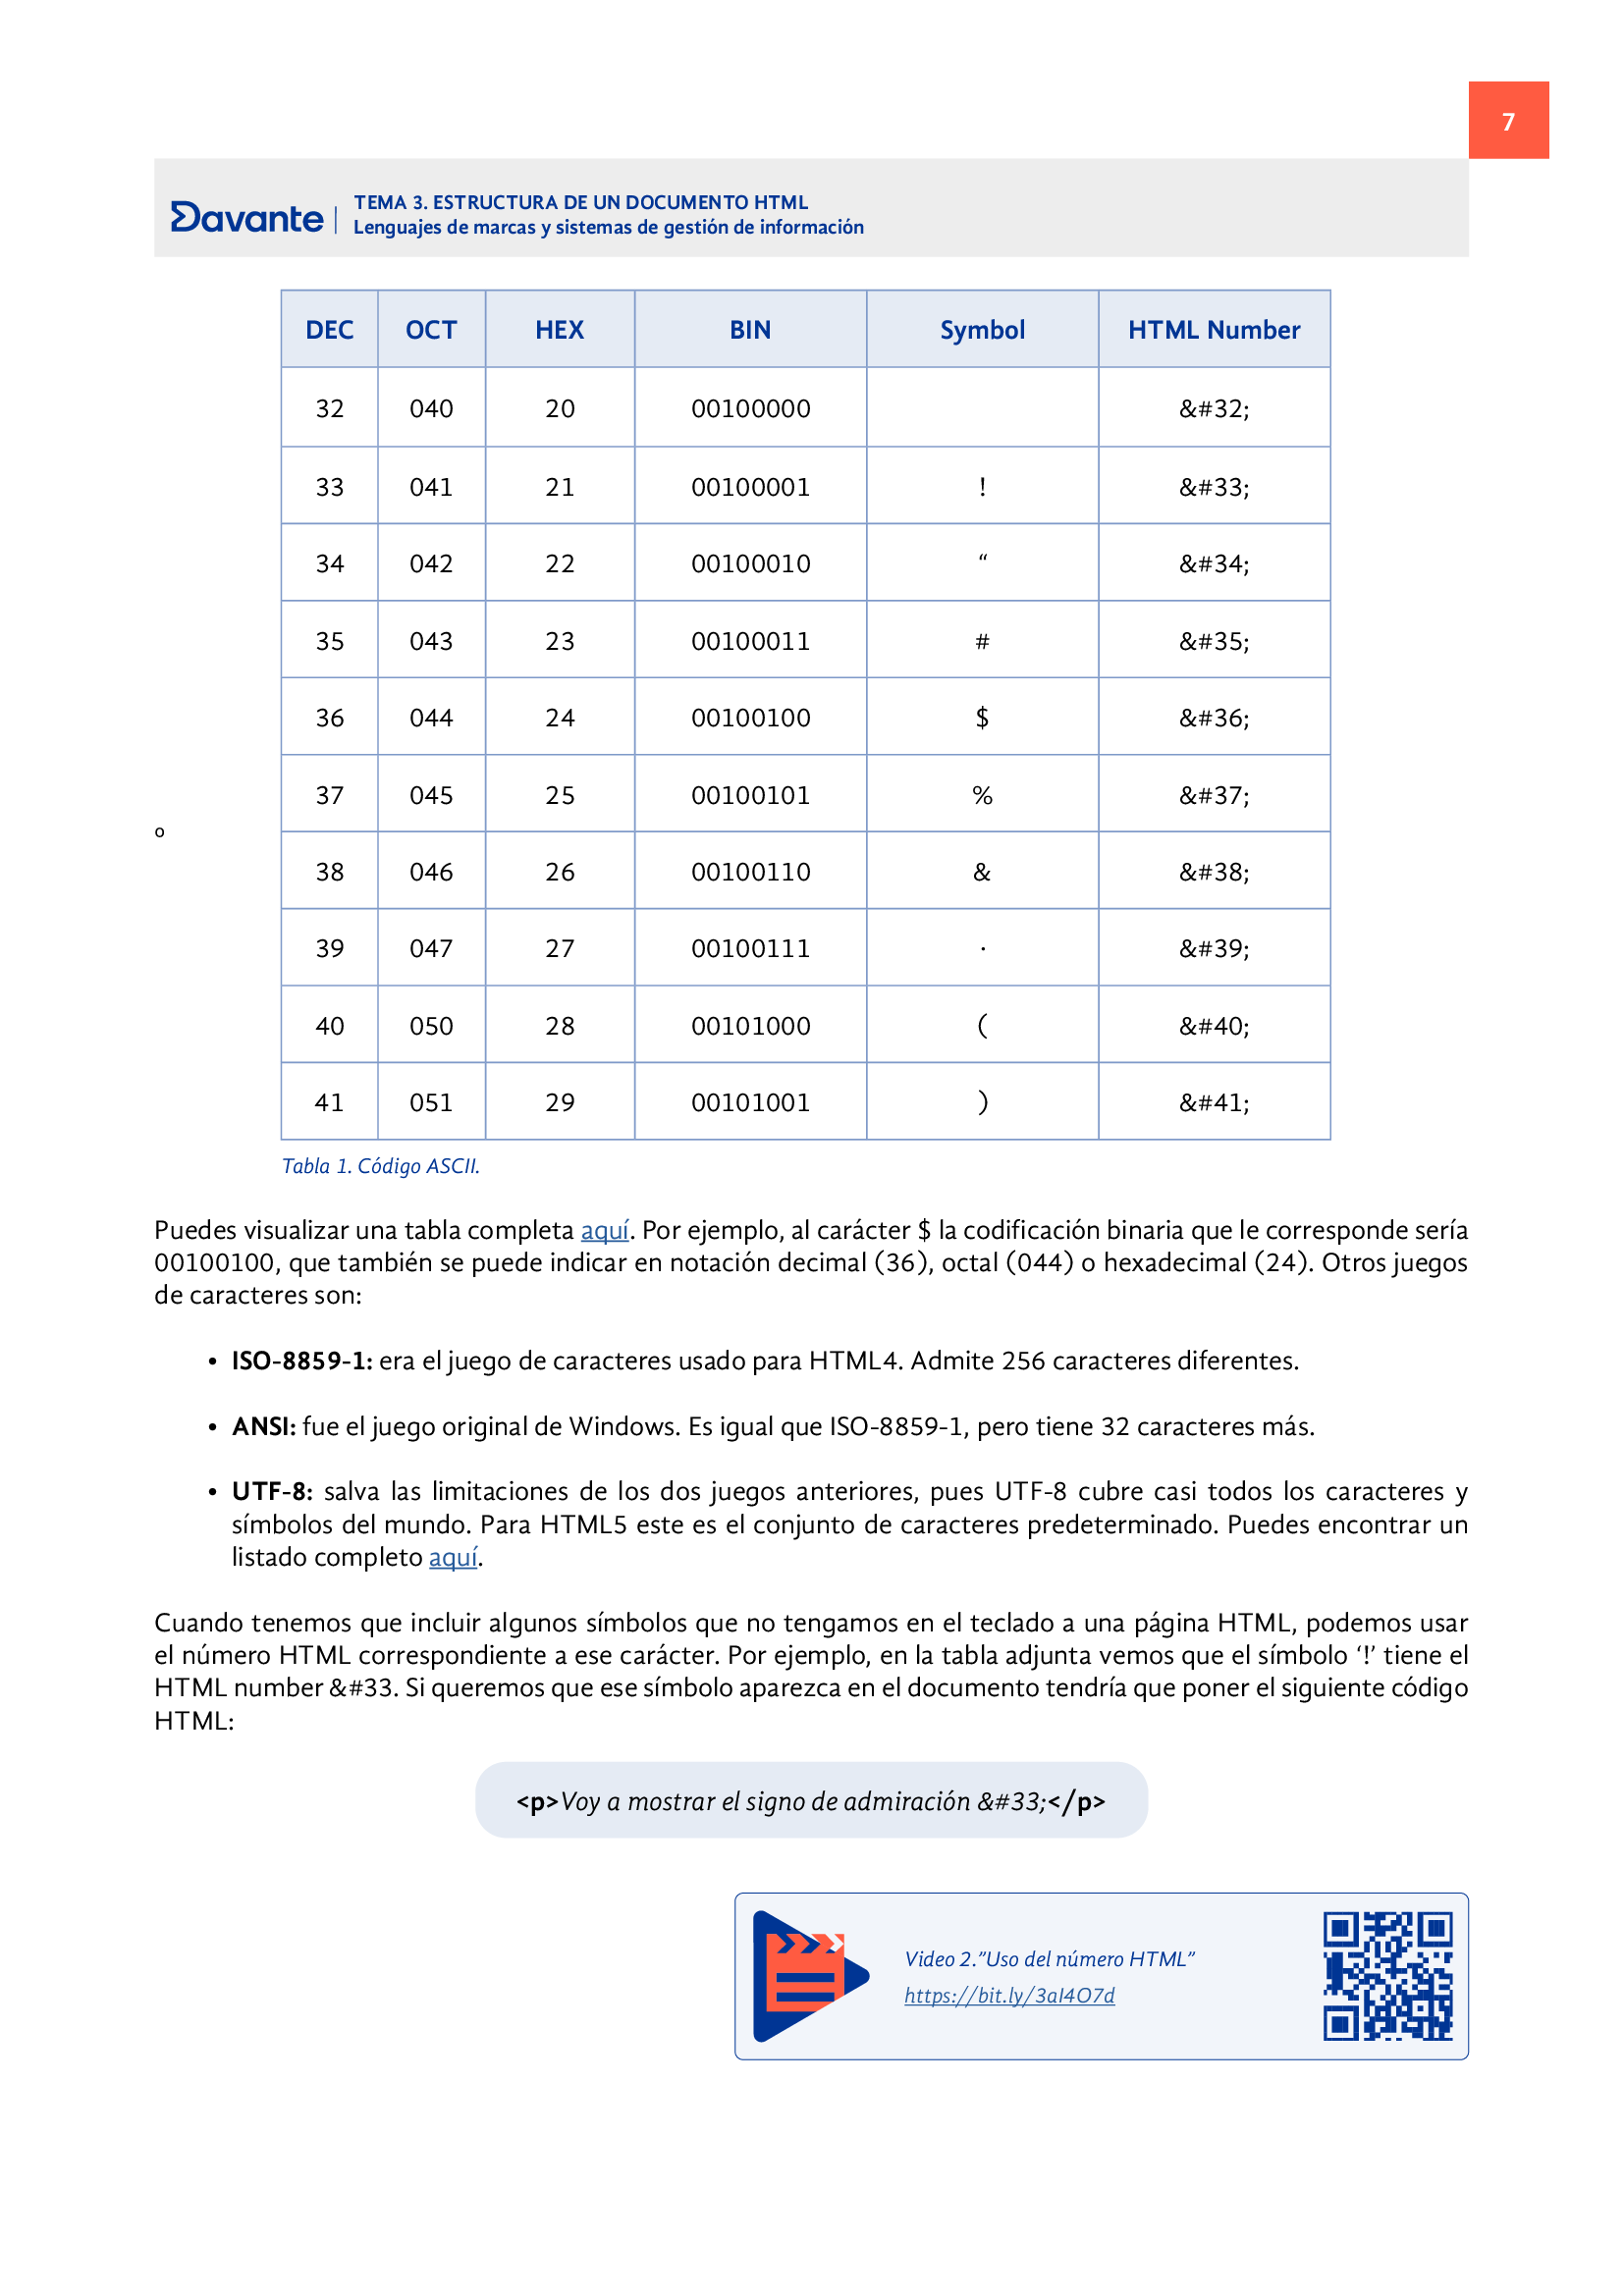 7
Davante
TEMA 3. ESTRUCTURA DE UN DOCUMENTO HTML
Lenguajes de marcas y sistemas de gestión de información
DEC OCT HEX BIN Symbol HTML Number
32 040 20 00100000 &#32;
33 041 21 00100001 ! &#33;
34 042 22 00100010 “ &#34;
35 043 23 00100011 # &#35;
36 044 24 00100100 $ &#36;
37 045 25 00100101 % &#37;
o
38 046 26 00100110 & &#38;
39 047 27 00100111 · &#39;
40 050 28 00101000 ( &#40;
41 051 29 00101001 ) &#41;
Tabla 1. Código ASCII.
Puedes visualizar una tabla completa aquí. Por ejemplo, al carácter $ la codificación binaria que le corresponde sería
00100100, que también se puede indicar en notación decimal (36), octal (044) o hexadecimal (24). Otros juegos
de caracteres son:
• ISO-8859-1: era el juego de caracteres usado para HTML4. Admite 256 caracteres diferentes.
• ANSI: fue el juego original de Windows. Es igual que ISO-8859-1, pero tiene 32 caracteres más.
• UTF-8: salva las limitaciones de los dos juegos anteriores, pues UTF-8 cubre casi todos los caracteres y
símbolos del mundo. Para HTML5 este es el conjunto de caracteres predeterminado. Puedes encontrar un
listado completo aquí.
Cuando tenemos que incluir algunos símbolos que no tengamos en el teclado a una página HTML, podemos usar
el número HTML correspondiente a ese carácter. Por ejemplo, en la tabla adjunta vemos que el símbolo ‘!’ tiene el
HTML number &#33. Si queremos que ese símbolo aparezca en el documento tendría que poner el siguiente código
HTML:
<p>Voy a mostrar el signo de admiración &#33;</p>
Video 2.”Uso del número HTML”
https://bit.ly/3aI4O7d